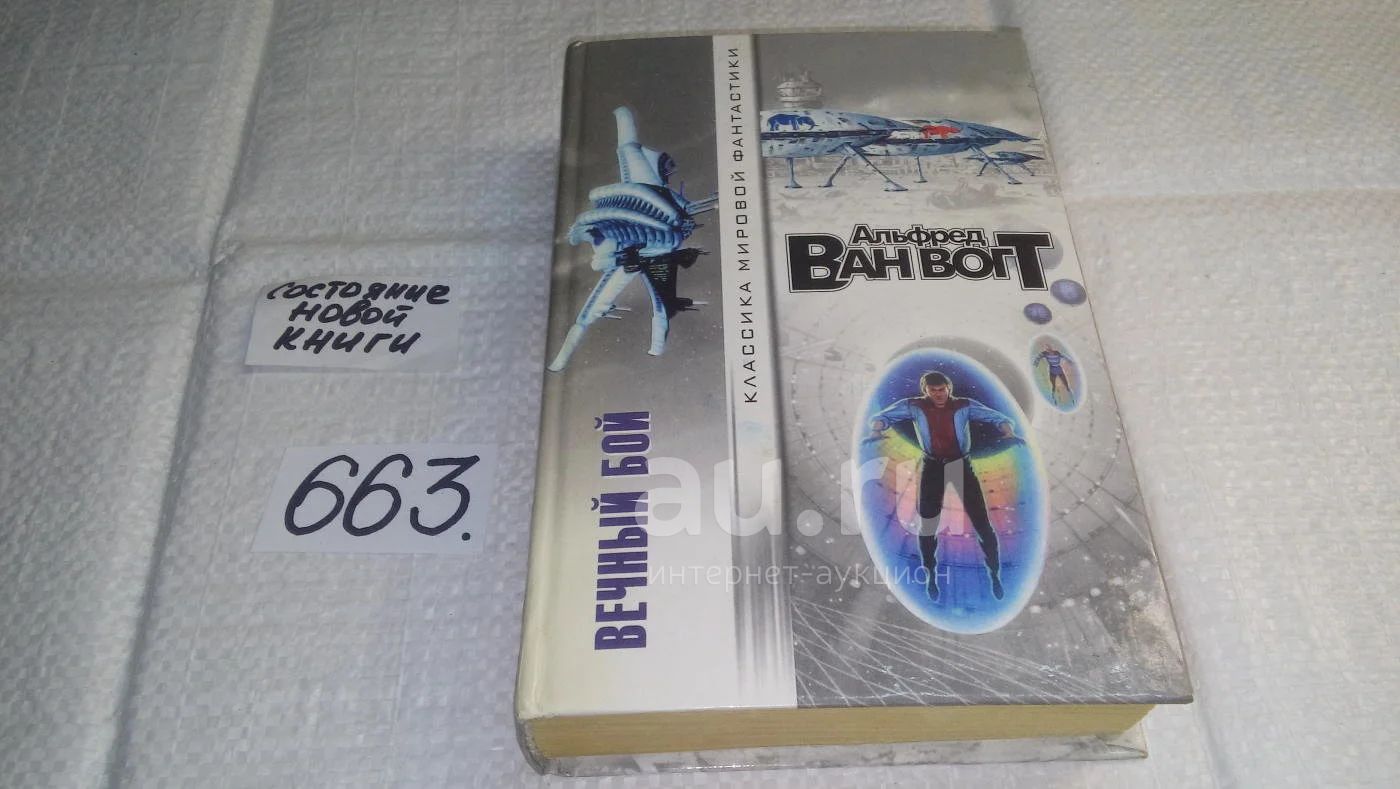 состояние
новой
книги
663.
ВЕЧНЫЙ БОЙ
КЛАССИКА МИРОВОЙ ФАНТАСТИКИ
Альфред
ВАН ВОГТ
au.ru
интернет-аукцион